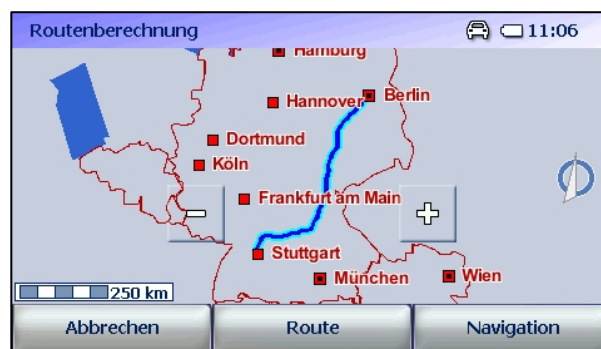 Routenberechnung 11:06
Hamburg
Hannover
Berlin
Dortmund
Köln
Frankfurt am Main
Stuttgart
München
Wien
250 km
Abbrechen Route Navigation